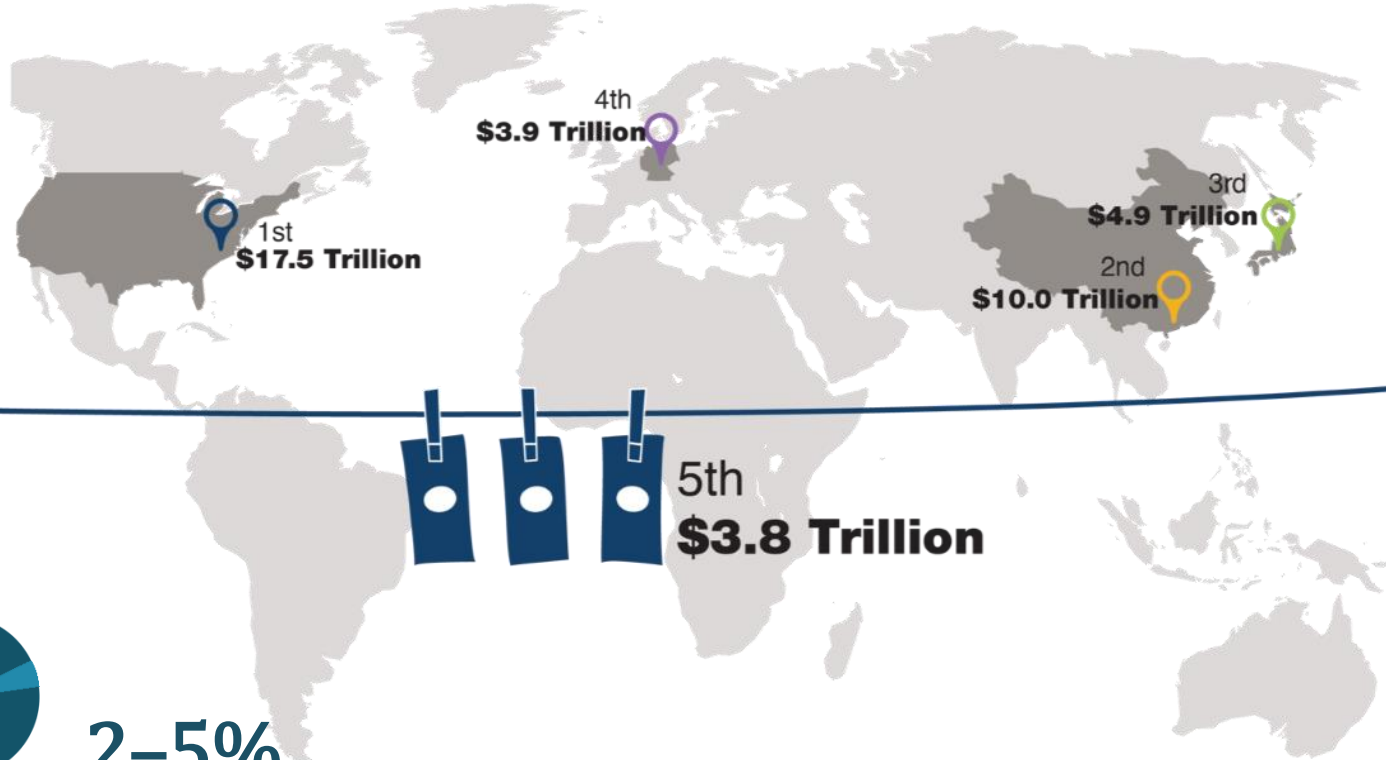 4th
$3.9 Trillion
3rd
$4.9 Trillion
1st
$17.5 Trillion
2nd
$10.0 Trillion
5th
$3.8 Trillion
2–5%